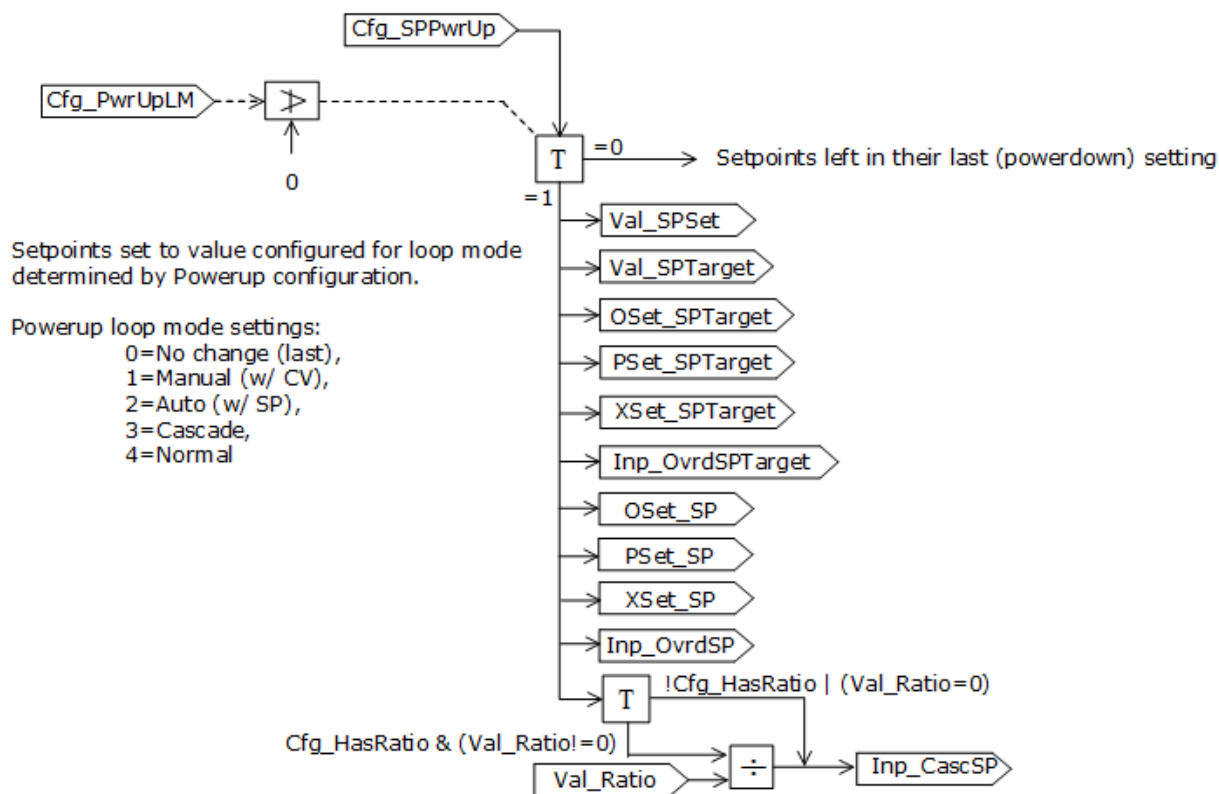 Cfg_SPPwrUp
Cfg_PwrUpLM
0
T
=0
Setpoints left in their last (powerdown) setting
=1
Val_SPSet
Setpoints set to value configured for loop mode
determined by Powerup configuration.
Val_SPTarget
OSet_SPTarget
Powerup loop mode settings:
0=No change (last),
1=Manual (w/ CV),
2=Auto (w/ SP),
3=Cascade,
4=Normal
PSet_SPTarget
XSet_SPTarget
Inp_OvrdSPTarget
OSet_SP
PSet_SP
XSet_SP
Inp_OvrdSP
T
!Cfg_HasRatio | (Val_Ratio=0)
Cfg_HasRatio & (Val_Ratio!=0)
÷
Inp_CascSP
Val_Ratio